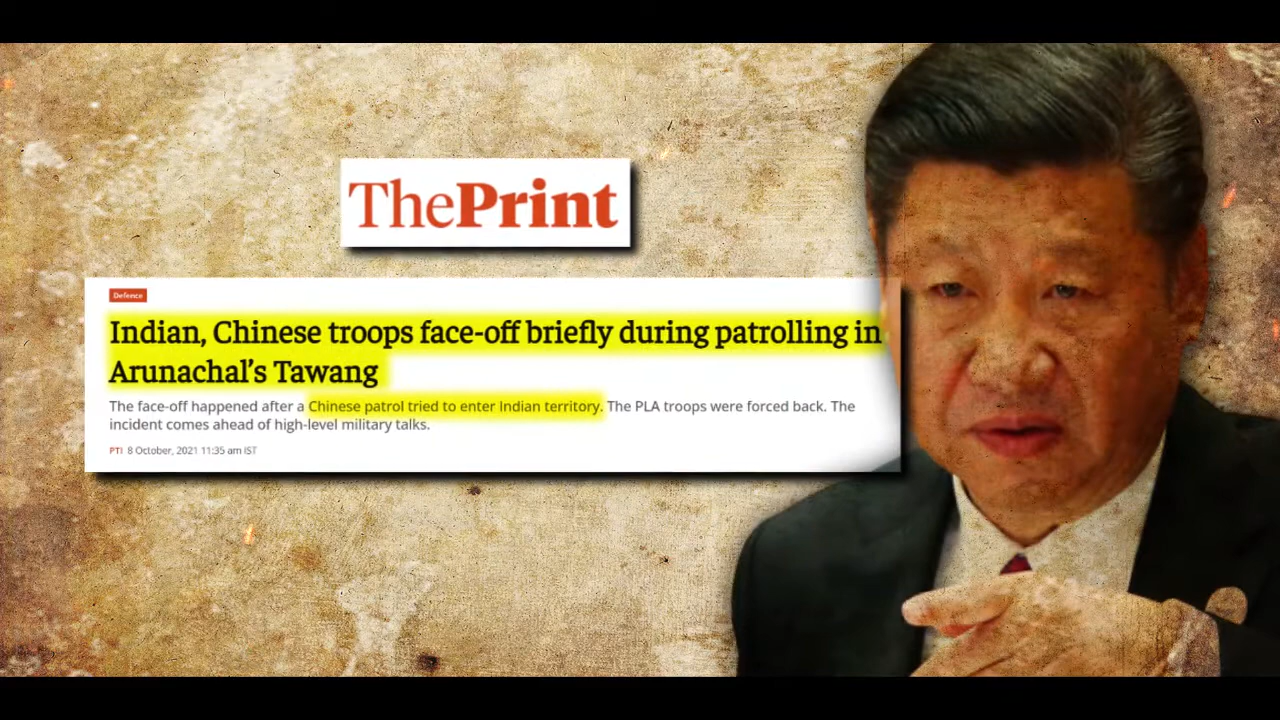 ThePrint
Defence
Indian, Chinese troops face-off briefly during patrolling in
Arunachal's Tawang
The face-off happened after a Chinese patrol tried to enter Indian territory. The PLA troops were forced back. The
incident comes ahead of high-level military talks.
PTI 8 October, 2021 11:35 am IST